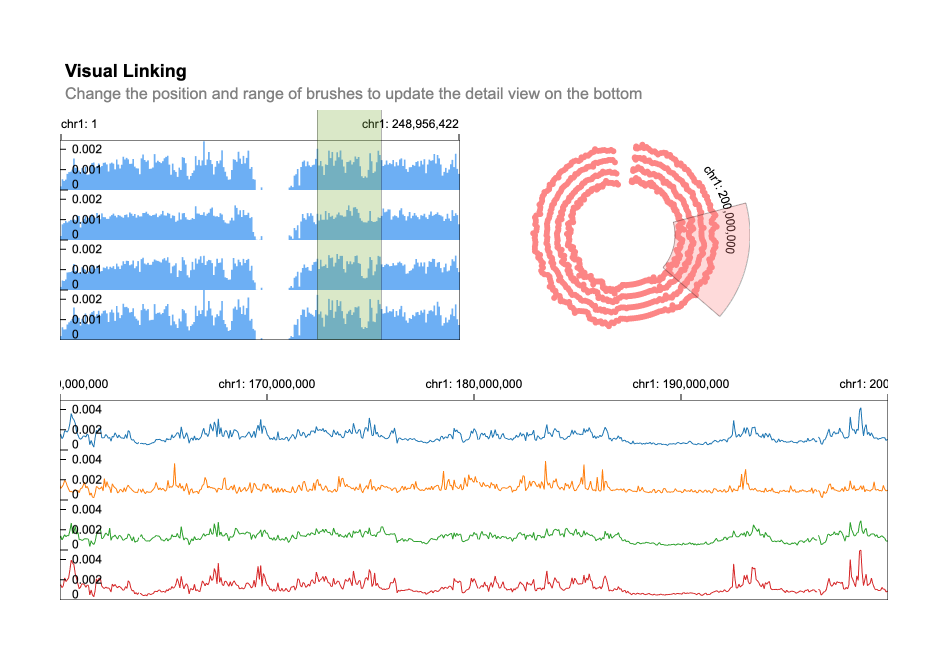 Visual Linking
Change the position and range of brushes to update the detail view on the bottom
chr1: 1
chr1: 248,956,422
0.002
0.001
0
0.002
0.001
0
0.002
0.001
0
0.002
0.001
0
chr1: 200,000,000
0,000,000
chr1: 170,000,000
chr1: 180,000,000
chr1: 190,000,000
chr1: 200
0.004
0.002
0
0.004
0.002
0
0.004
0.002
0
0.004
0.002
0